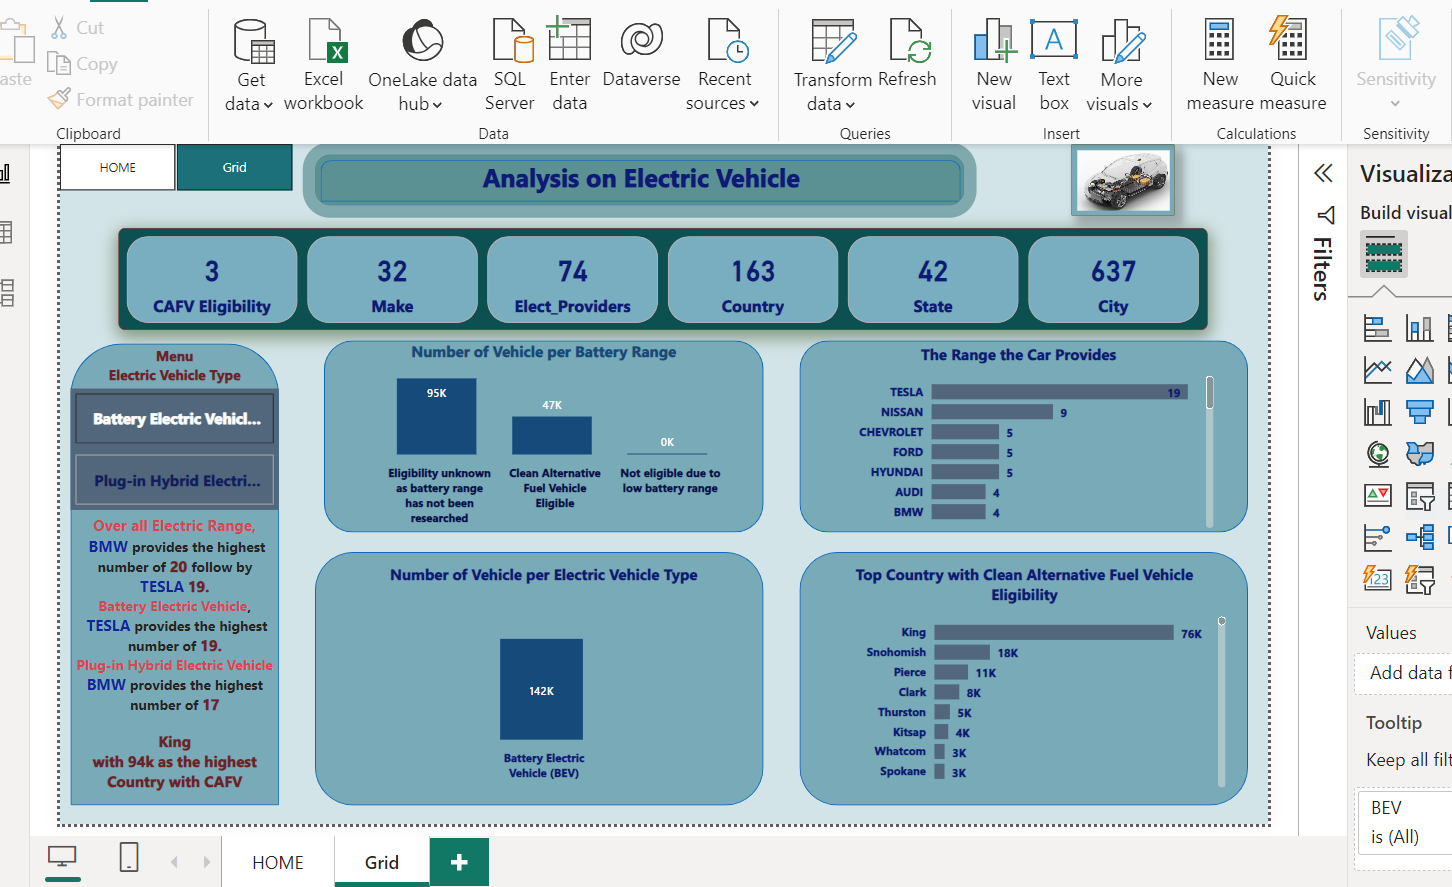 Cut
Copy
Format painter
aste
Clipboard
Get data
Excel workbook
OneLake data hub
SQL Server
Enter data
Dataverse
Recent sources
Data
Transform data
Refresh
Queries
New visual
Text box
More visuals
Insert
New measure
Quick measure
Calculations
Sensitivity
Sensitivity
HOME
Grid
Analysis on Electric Vehicle
3
CAFV Eligibility
32
Make
74
Elect_Providers
163
Country
42
State
637
City
Menu
Electric Vehicle Type
Battery Electric Vehicl...
Plug-in Hybrid Electri...
Over all Electric Range,
BMW provides the highest
number of 20 follow by
TESLA 19.
Battery Electric Vehicle,
TESLA provides the highest
number of 19.
Plug-in Hybrid Electric Vehicle
BMW provides the highest
number of 17
King
with 94k as the highest
Country with CAFV
Number of Vehicle per Battery Range
95K
47K
0K
Eligibility unknown
as battery range
has not been
researched
Clean Alternative
Fuel Vehicle
Eligible
Not eligible due to
low battery range
The Range the Car Provides
TESLA 19
NISSAN 9
CHEVROLET 5
FORD 5
HYUNDAI 5
AUDI 4
BMW 4
Number of Vehicle per Electric Vehicle Type
142K
Battery Electric
Vehicle (BEV)
Top Country with Clean Alternative Fuel Vehicle
Eligibility
King 76K
Snohomish 18K
Pierce 11K
Clark 8K
Thurston 5K
Kitsap 4K
Whatcom 3K
Spokane 3K
Filters
Visualiza
Build visual
123
Values
Add data f
Tooltip
Keep all filt
BEV
is (All)
HOME
Grid
+